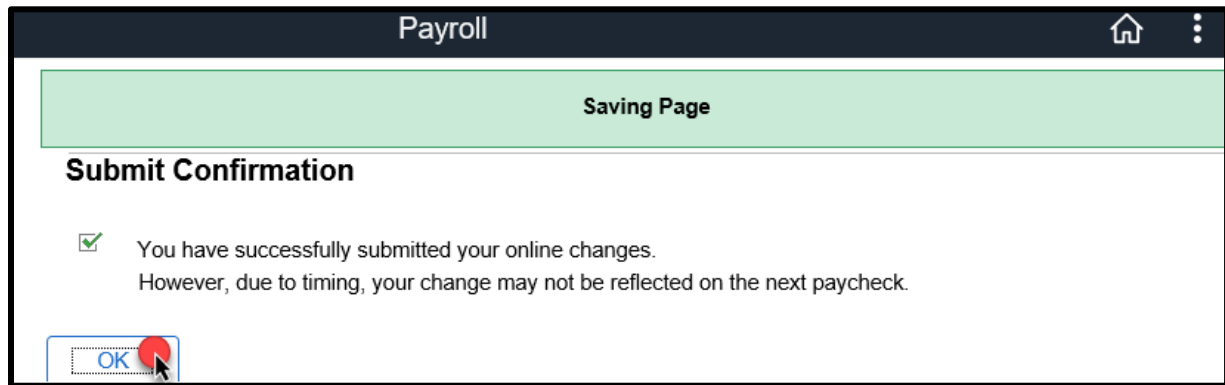 Payroll
Saving Page
Submit Confirmation
You have successfully submitted your online changes.
However, due to timing, your change may not be reflected on the next paycheck.
OK